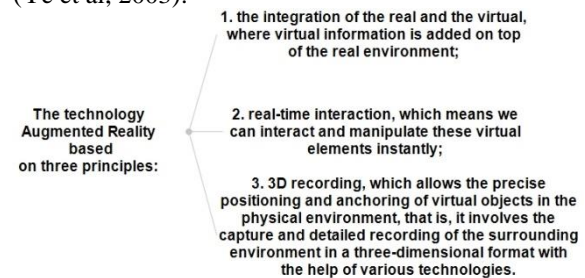 et al, 2003).
1. the integration of the real and the virtual,
where virtual information is added on top
of the real environment;
The technology
Augmented Reality
based
on three principles:
2. real-time interaction, which means we
can interact and manipulate these virtual
elements instantly;
3. 3D recording, which allows the precise
positioning and anchoring of virtual objects in the
physical environment, that is, it involves the
capture and detailed recording of the surrounding
environment in a three-dimensional format with
the help of various technologies.